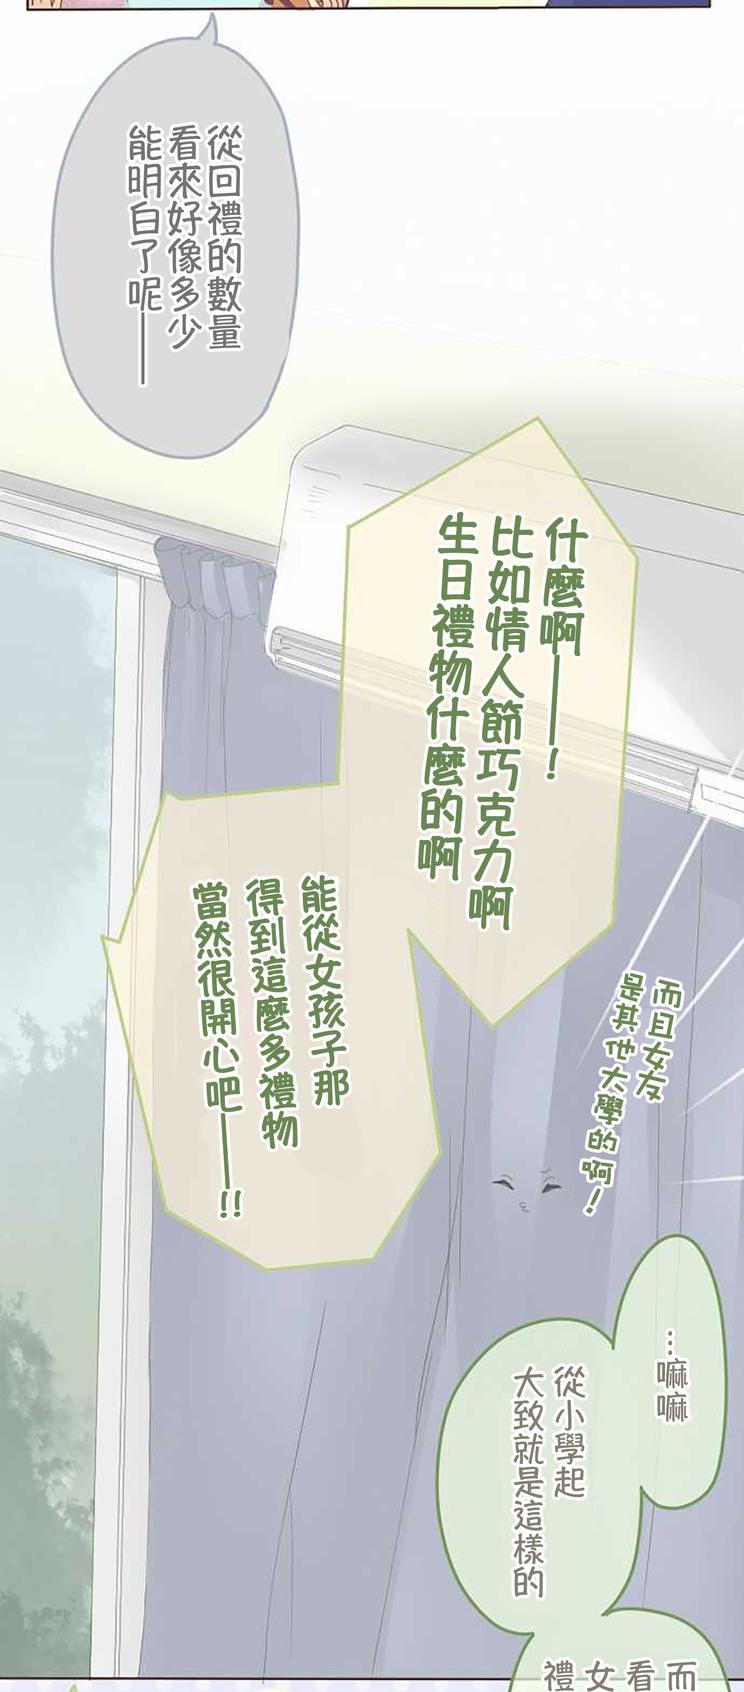 從回禮的數量
看來好像多少
能明白了呢——
什麼啊——！
比如情人節巧克力啊
生日禮物什麼的啊
能從女孩子那
得到這麼多禮物
當然很開心吧——!!
而且女友
是其他大學的啊！
…嘛嘛
從小學起
大致就是這樣的
而
看
女
禮